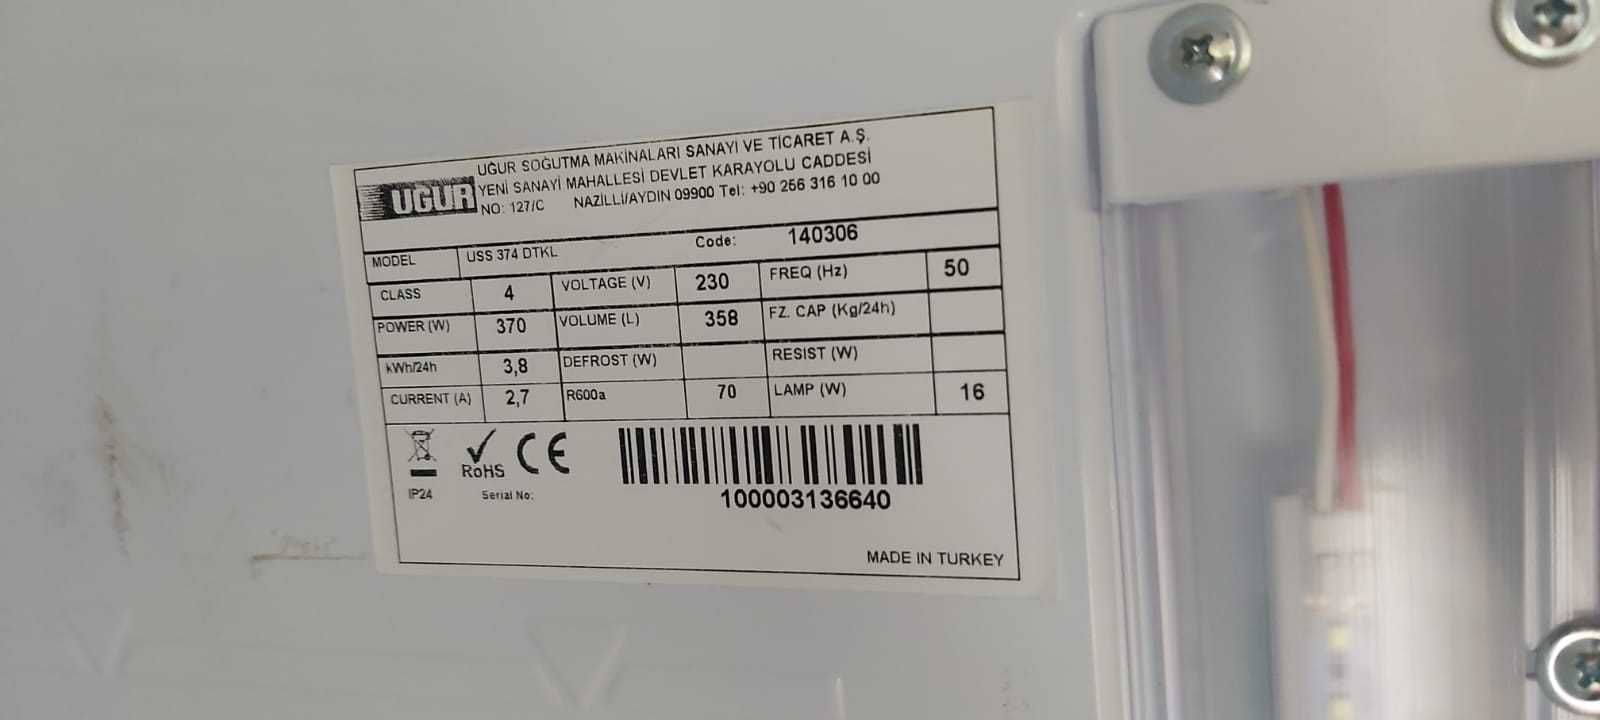 UĞUR
UĞUR SOĞUTMA MAKİNALARI SANAYİ VE TİCARET A.Ş.
YENİ SANAYİ MAHALLESİ DEVLET KARAYOLU CADDESİ
NO: 127/C NAZİLLİ/AYDIN 09900 Tel: +90 256 316 10 00
MODEL USS 374 DTKL Code: 140306
CLASS 4 VOLTAGE (V) 230 FREQ (Hz) 50
POWER (W) 370 VOLUME (L) 358 FZ. CAP (Kg/24h)
kWh/24h 3,8 DEFROST (W) RESIST (W)
CURRENT (A) 2,7 R600a 70 LAMP (W) 16
RoHS CE
IP24 Serial No: 100003136640
MADE IN TURKEY